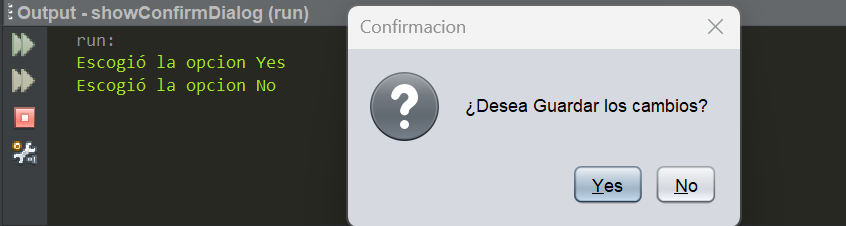 Output - showConfirmDialog (run)
run:
Escogió la opcion Yes
Escogió la opcion No
Confirmacion
¿Desea Guardar los cambios?
Yes
No